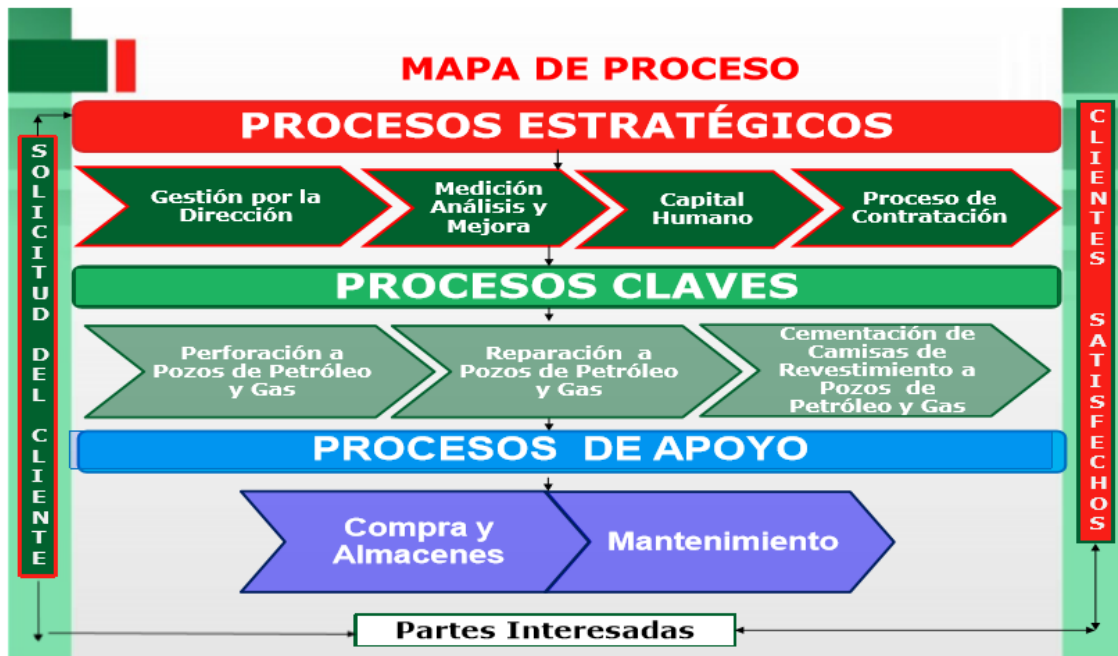 MAPA DE PROCESO
PROCESOS ESTRATÉGICOS
Gestión por la
Dirección
Medición
Análisis y
Mejora
Capital
Humano
Proceso de
Contratación
PROCESOS CLAVES
Perforación a
Pozos de Petróleo
y Gas
Reparación a
Pozos de Petróleo
y Gas
Cementación de
Camisas de
Revestimiento a
Pozos de
Petróleo y Gas
PROCESOS DE APOYO
Compra y
Almacenes
Mantenimiento
Partes Interesadas
SOLICITUD DEL CLIENTE
CLIENTES SATISFECHOS